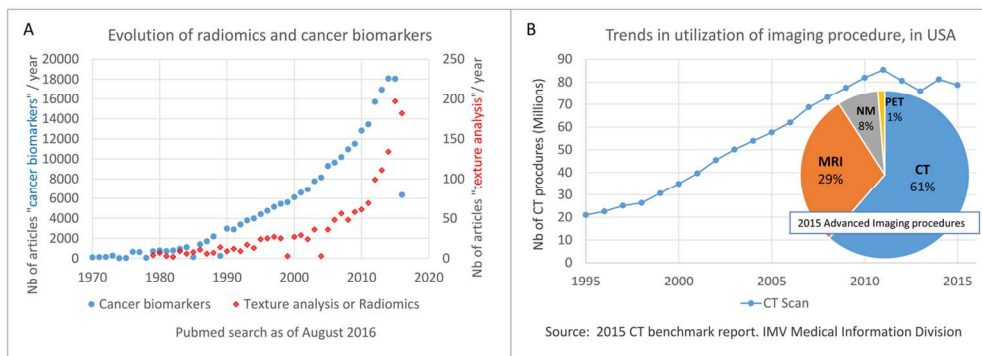 A
Evolution of radiomics and cancer biomarkers
Nb of articles "cancer biomarkers" / year
20000
18000
16000
14000
12000
10000
8000
6000
4000
2000
0
250
200
150
100
50
0
Nb of articles ":exture analysis" / year
1970
1980
1990
2000
2010
2020
Cancer biomarkers
Texture analysis or Radiomics
Pubmed search as of August 2016
B
Trends in utilization of imaging procedure, in USA
Nb of CT procdures (Millions)
90
80
70
60
50
40
30
20
10
0
PET
1%
NM
8%
MRI
29%
CT
61%
2015 Advanced Imaging procedures
1995
2000
2005
2010
2015
CT Scan
Source: 2015 CT benchmark report. IMV Medical Information Division